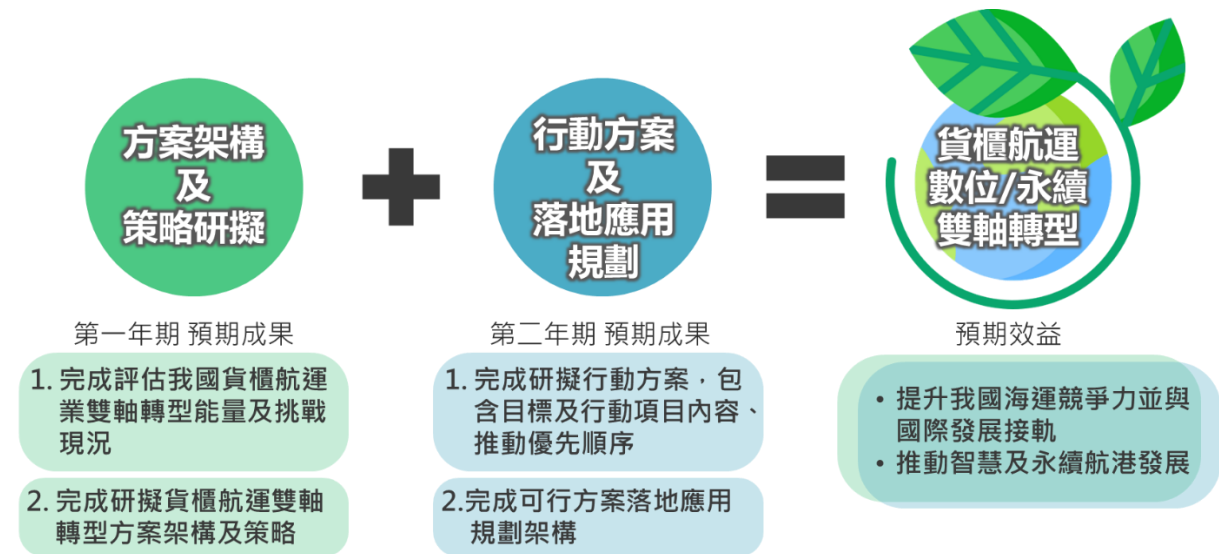 方案架構
及
策略研擬
行動方案
及
落地應用
規劃
貨櫃航運
數位/永續
雙軸轉型
第一年期 預期成果
1. 完成評估我國貨櫃航運
業雙軸轉型能量及挑戰
現況
2. 完成研擬貨櫃航運雙軸
轉型方案架構及策略
第二年期 預期成果
1. 完成研擬行動方案，包
含目標及行動項目內容、
推動優先順序
2.完成可行方案落地應用
規劃架構
預期效益
• 提升我國海運競爭力並與
國際發展接軌
• 推動智慧及永續航港發展